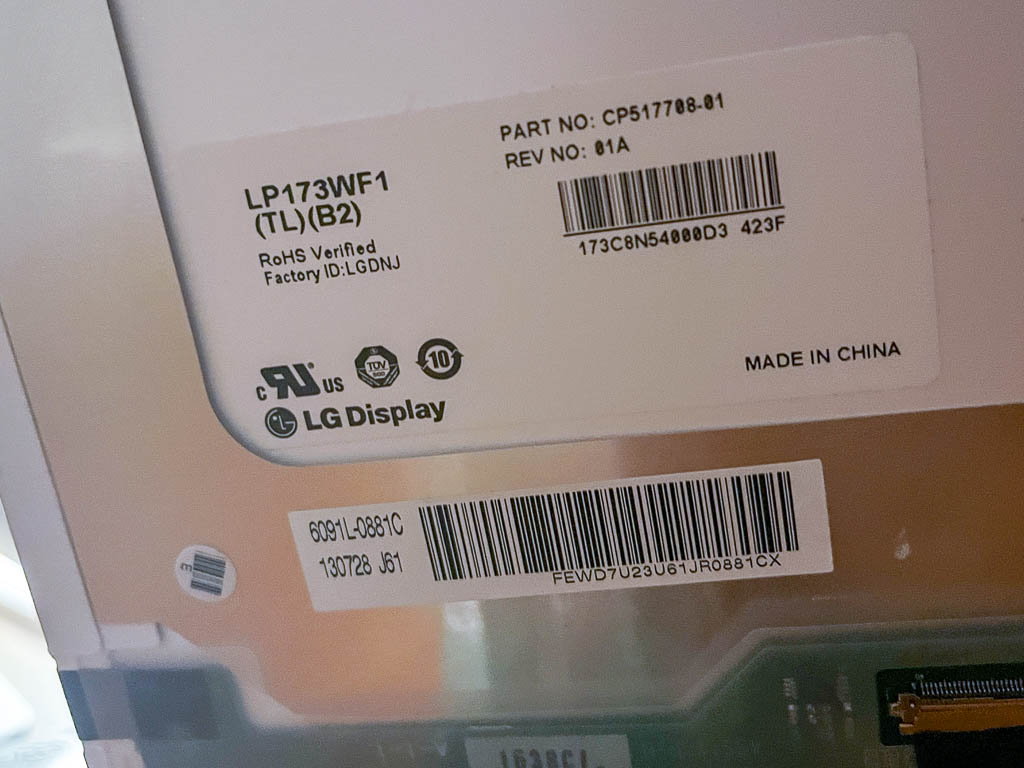 PART NO: CP517708-01
REV NO: 01A
173C8N54000D3 423F
LP173WF1
(TL)(B2)
RoHS Verified
Factory ID:LGDNJ
c RU US
TÜV
10
LG Display
MADE IN CHINA
6091L-0881C
130728 J61
FEWD7U23U61JR0881CX
m